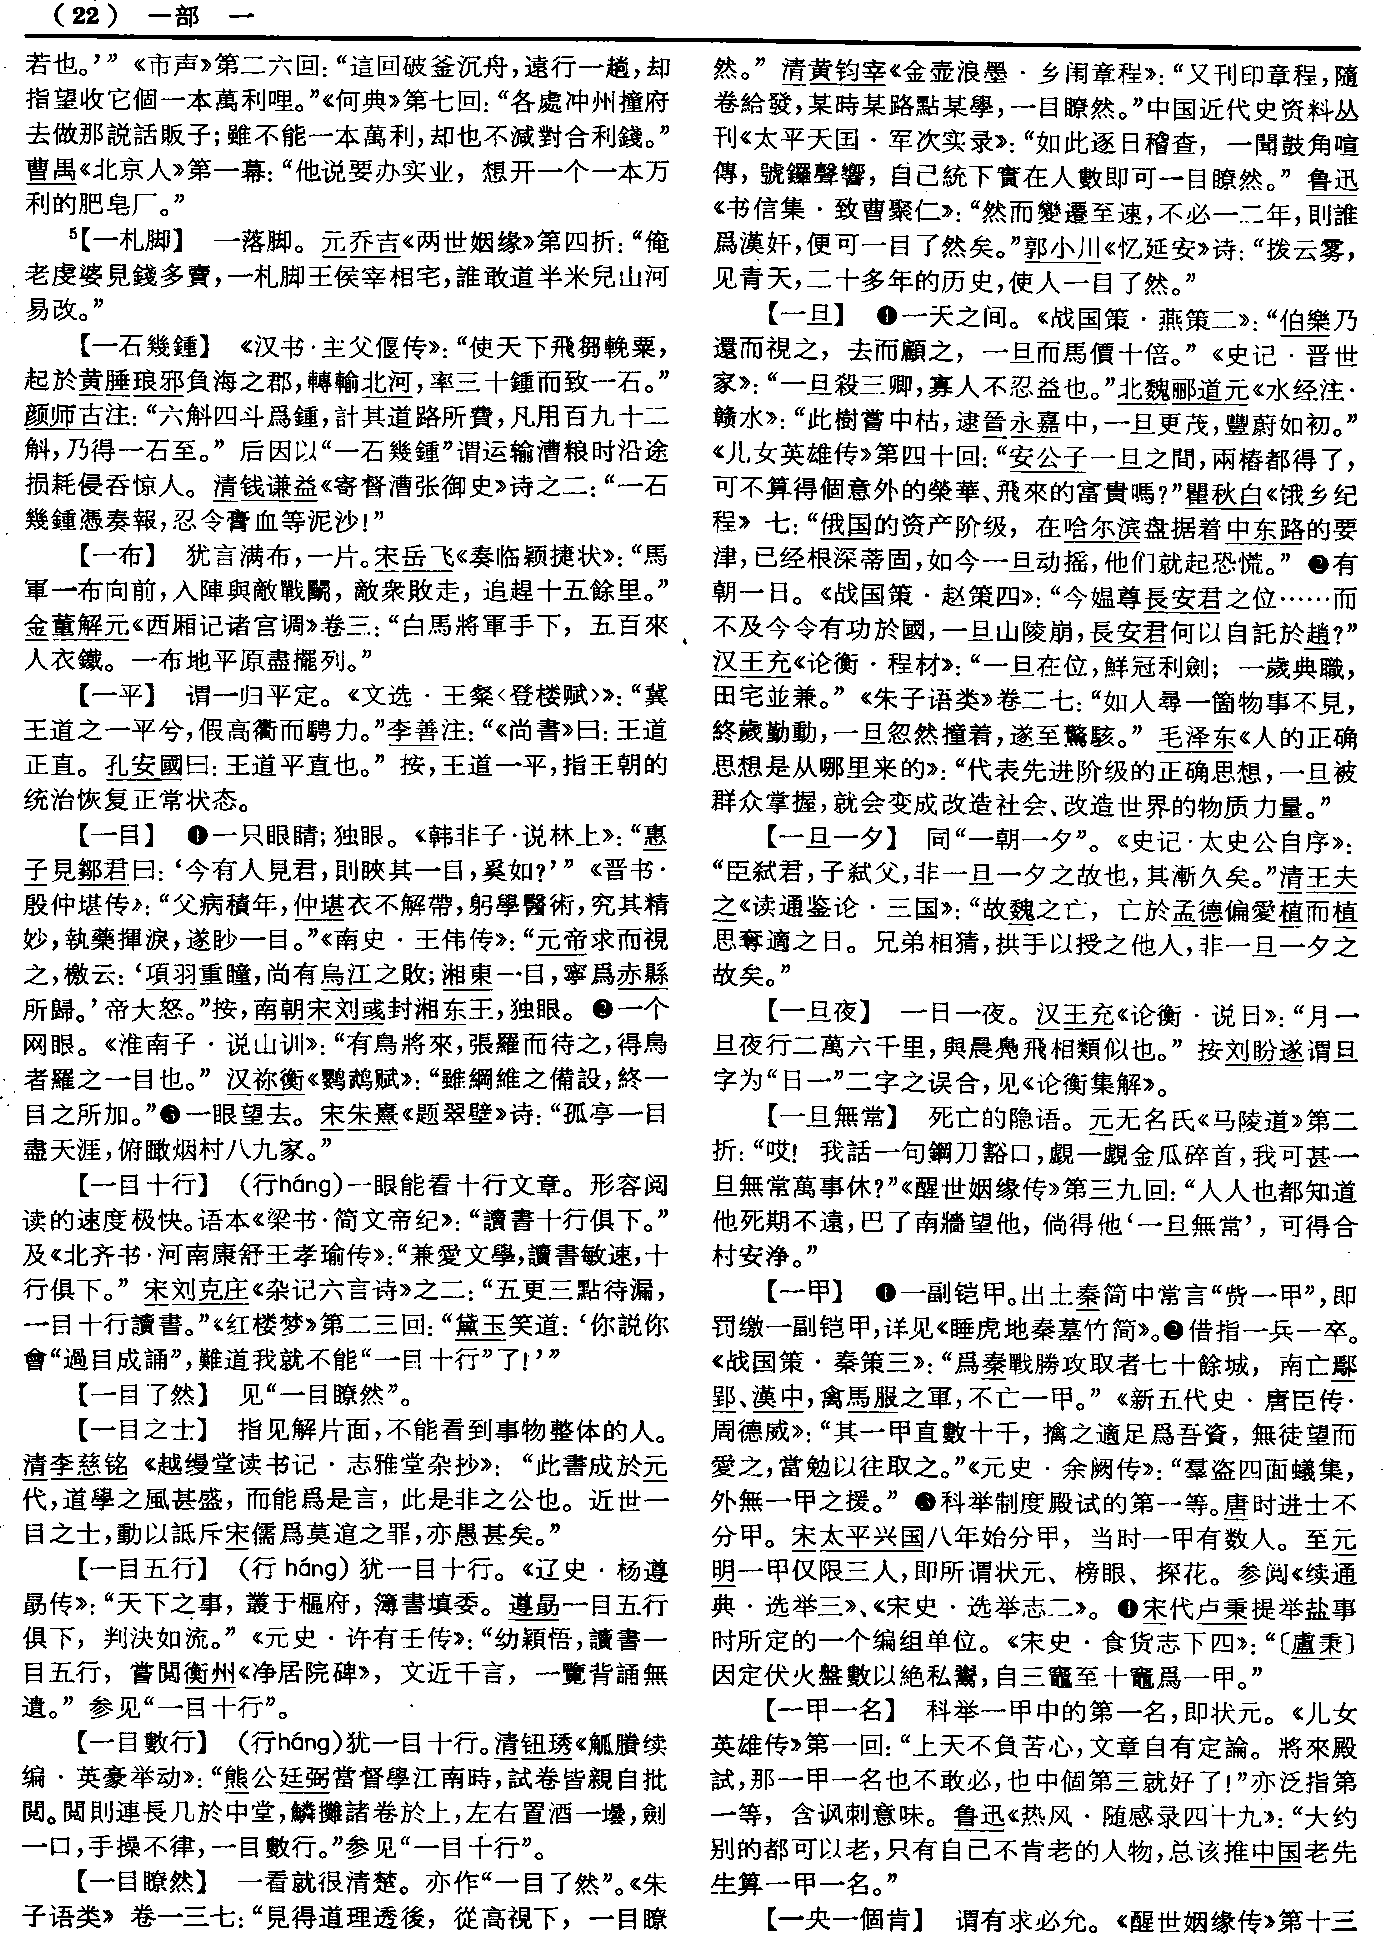 （22） 一部 一
若也。’”《市声》第二六回：“這回破釜沉舟，遠行一趟，却
指望收它個一本萬利哩。”《何典》第七回：“各處冲州撞府
去做那説話販子；雖不能一本萬利，却也不減對合利錢。”
曹禺《北京人》第一幕：“他说要办实业，想开一个一本万
利的肥皂厂。”
⁵【一札脚】 一落脚。元乔吉《两世姻缘》第四折：“俺
老虔婆見錢多賣，一札脚王侯宰相宅，誰敢道半米兒山河
易改。”
【一石幾鍾】 《汉书·主父偃传》：“使天下飛芻輓粟，
起於黄腄琅邪負海之郡，轉輸北河，率三十鍾而致一石。”
颜师古注：“六斛四斗爲鍾，計其道路所費，凡用百九十二
斛，乃得一石至。” 后因以“一石幾鍾”谓运输漕粮时沿途
损耗侵吞惊人。清钱谦益《寄督漕张御史》诗之二：“一石
幾鍾憑奏報，忍令膏血等泥沙！”
【一布】 犹言满布，一片。宋岳飞《奏临颖捷状》：“馬
軍一布向前，入陣與敵戰鬭，敵衆敗走，追趕十五餘里。”
金董解元《西厢记诸宫调》卷三：“白馬將軍手下，五百來
人衣鐵。一布地平原盡擺列。”
【一平】 谓一归平定。《文选·王粲〈登楼赋〉》：“冀
王道之一平兮，假高衢而騁力。”李善注：“《尚書》曰：王道
正直。孔安國曰：王道平直也。” 按，王道一平，指王朝的
统治恢复正常状态。
【一目】 ❶一只眼睛；独眼。《韩非子·说林上》：“惠
子見鄒君曰：‘今有人見君，則䀹其一目，奚如？’”《晋书·
殷仲堪传》：“父病積年，仲堪衣不解帶，躬學醫術，究其精
妙，執藥揮淚，遂眇一目。”《南史·王伟传》：“元帝求而視
之，檄云：‘項羽重瞳，尚有烏江之敗；湘東一目，寧爲赤縣
所歸。’帝大怒。”按，南朝宋刘彧封湘东王，独眼。 ❷一个
网眼。《淮南子·说山训》：“有鳥將來，張羅而待之，得鳥
者羅之一目也。” 汉祢衡《鹦鹉赋》：“雖綱維之備設，終一
目之所加。”❸一眼望去。宋朱熹《题翠壁》诗：“孤亭一目
盡天涯，俯瞰烟村八九家。”
【一目十行】 （行háng）一眼能看十行文章。形容阅
读的速度极快。语本《梁书·简文帝纪》：“讀書十行俱下。”
及《北齐书·河南康舒王孝瑜传》：“兼愛文學，讀書敏速，十
行俱下。” 宋刘克庄《杂记六言诗》之二：“五更三點待漏，
一目十行讀書。”《红楼梦》第二三回：“黛玉笑道：‘你説你
會“過目成誦”，難道我就不能“一目十行”了！’”
【一目了然】 见“一目瞭然”。
【一目之士】 指见解片面，不能看到事物整体的人。
清李慈铭《越缦堂读书记·志雅堂杂抄》：“此書成於元
代，道學之風甚盛，而能爲是言，此是非之公也。近世一
目之士，動以詆斥宋儒爲莫逭之罪，亦愚甚矣。”
【一目五行】 （行 háng）犹一目十行。《辽史·杨遵
勗传》：“天下之事，叢于樞府，簿書填委。遵勗一目五行
俱下，判決如流。”《元史·许有壬传》：“幼穎悟，讀書一
目五行，嘗閲衡州《净居院碑》，文近千言，一覽背誦無
遺。” 参见“一目十行”。
【一目數行】 （行háng）犹一目十行。清钮琇《觚賸续
编·英豪举动》：“熊公廷弼當督學江南時，試卷皆親自批
閲。閲則連長几於中堂，鱗攤諸卷於上，左右置酒一壜，劍
一口，手操不律，一目數行。”参见“一目十行”。
【一目瞭然】 一看就很清楚。亦作“一目了然”。《朱
子语类》卷一三七：“見得道理透後，從高視下，一目瞭
然。” 清黄钧宰《金壶浪墨·乡闱章程》：“又刊印章程，隨
卷給發，某時某路點某學，一目瞭然。”中国近代史资料丛
刊《太平天囯·军次实录》：“如此逐日稽查，一聞鼓角喧
傳，號鑼聲響，自己統下實在人數即可一目瞭然。” 鲁迅
《书信集·致曹聚仁》：“然而變遷至速，不必一二年，則誰
爲漢奸，便可一目了然矣。”郭小川《忆延安》诗：“拨云雾，
见青天，二十多年的历史，使人一目了然。”
【一旦】 ❶一天之间。《战国策·燕策二》：“伯樂乃
還而視之，去而顧之，一旦而馬價十倍。”《史记·晋世
家》：“一旦殺三卿，寡人不忍益也。”北魏郦道元《水经注·
赣水》：“此樹嘗中枯，逮晉永嘉中，一旦更茂，豐蔚如初。”
《儿女英雄传》第四十回：“安公子一旦之間，兩樁都得了，
可不算得個意外的榮華、飛來的富貴嗎？”瞿秋白《饿乡纪
程》七：“俄国的资产阶级，在哈尔滨盘据着中东路的要
津，已经根深蒂固，如今一旦动摇，他们就起恐慌。” ❷有
朝一日。《战国策·赵策四》：“今媪尊長安君之位……而
不及今令有功於國，一旦山陵崩，長安君何以自託於趙？”
汉王充《论衡·程材》：“一旦在位，鮮冠利劍；一歲典職，
田宅並兼。”《朱子语类》卷二七：“如人尋一箇物事不見，
終歲勤動，一旦忽然撞着，遂至驚駭。” 毛泽东《人的正确
思想是从哪里来的》：“代表先进阶级的正确思想，一旦被
群众掌握，就会变成改造社会、改造世界的物质力量。”
【一旦一夕】 同“一朝一夕”。《史记·太史公自序》：
“臣弑君，子弑父，非一旦一夕之故也，其漸久矣。”清王夫
之《读通鉴论·三国》：“故魏之亡，亡於孟德偏愛植而植
思奪適之日。兄弟相猜，拱手以授之他人，非一旦一夕之
故矣。”
【一旦夜】 一日一夜。汉王充《论衡·说日》：“月一
旦夜行二萬六千里，與晨鳧飛相類似也。” 按刘盼遂谓旦
字为“日一”二字之误合，见《论衡集解》。
【一旦無常】 死亡的隐语。元无名氏《马陵道》第二
折：“哎！我話一句鋼刀豁口，覷一覷金瓜碎首，我可甚一
旦無常萬事休？”《醒世姻缘传》第三九回：“人人也都知道
他死期不遠，巴了南牆望他，倘得他‘一旦無常’，可得合
村安净。”
【一甲】 ❶一副铠甲。出土秦简中常言“赀一甲”，即
罚缴一副铠甲，详见《睡虎地秦墓竹简》。❷借指一兵一卒。
《战国策·秦策三》：“爲秦戰勝攻取者七十餘城，南亡鄢
郢、漢中，禽馬服之軍，不亡一甲。”《新五代史·唐臣传·
周德威》：“其一甲直數十千，擒之適足爲吾資，無徒望而
愛之，當勉以往取之。”《元史·余阙传》：“羣盗四面蟻集，
外無一甲之援。” ❸科举制度殿试的第一等。唐时进士不
分甲。宋太平兴国八年始分甲，当时一甲有数人。至元
明一甲仅限三人，即所谓状元、榜眼、探花。参阅《续通
典·选举三》、《宋史·选举志二》。 ❹宋代卢秉提举盐事
时所定的一个编组单位。《宋史·食货志下四》：“〔盧秉〕
因定伏火盤數以絶私鬻，自三竈至十竈爲一甲。”
【一甲一名】 科举一甲中的第一名，即状元。《儿女
英雄传》第一回：“上天不負苦心，文章自有定論。將來殿
試，那一甲一名也不敢必，也中個第三就好了！”亦泛指第
一等，含讽刺意味。鲁迅《热风·随感录四十九》：“大约
别的都可以老，只有自己不肯老的人物，总该推中国老先
生算一甲一名。”
【一央一個肯】 谓有求必允。《醒世姻缘传》第十三